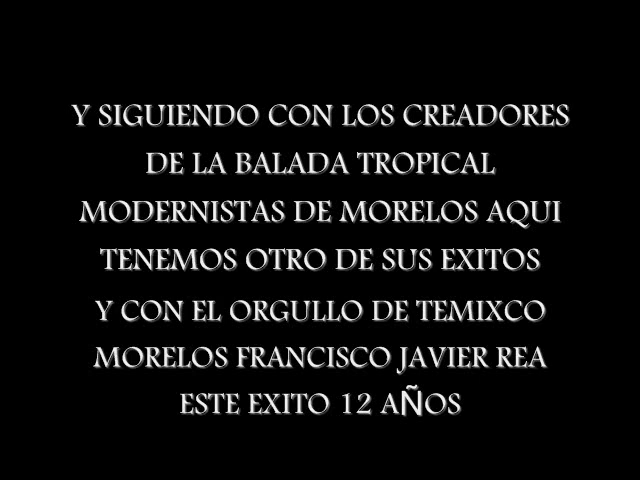 Y SIGUIENDO CON LOS CREADORES
DE LA BALADA TROPICAL
MODERNISTAS DE MORELOS AQUI
TENEMOS OTRO DE SUS EXITOS
Y CON EL ORGULLO DE TEMIXCO
MORELOS FRANCISCO JAVIER REA
ESTE EXITO 12 AÑOS